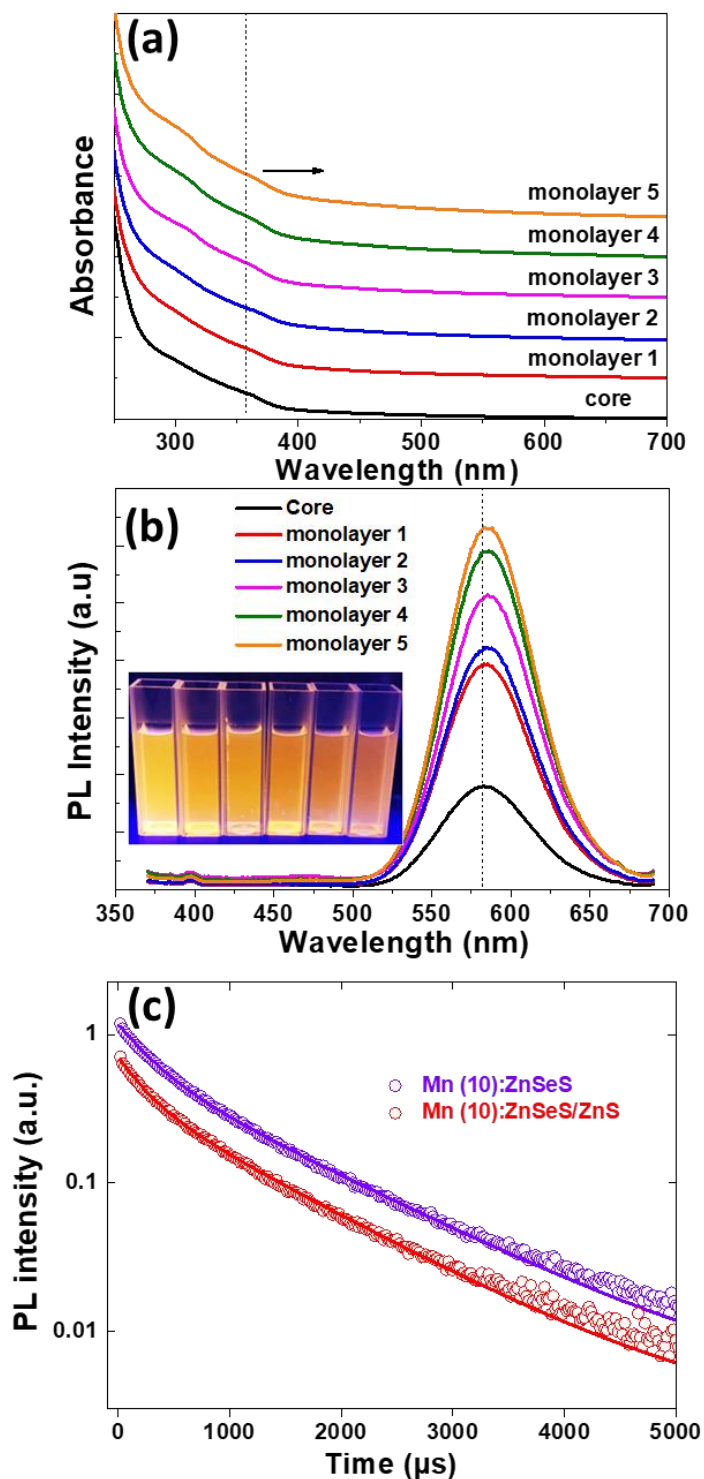 (a)
Absorbance
monolayer 5
monolayer 4
monolayer 3
monolayer 2
monolayer 1
core
300 400 500 600 700
Wavelength (nm)
(b)
Core
monolayer 1
monolayer 2
monolayer 3
monolayer 4
monolayer 5
PL Intensity (a.u)
350 400 450 500 550 600 650 700
Wavelength (nm)
(c)
Mn (10):ZnSeS
Mn (10):ZnSeS/ZnS
PL intensity (a.u.)
1
0.1
0.01
0 1000 2000 3000 4000 5000
Time (µs)